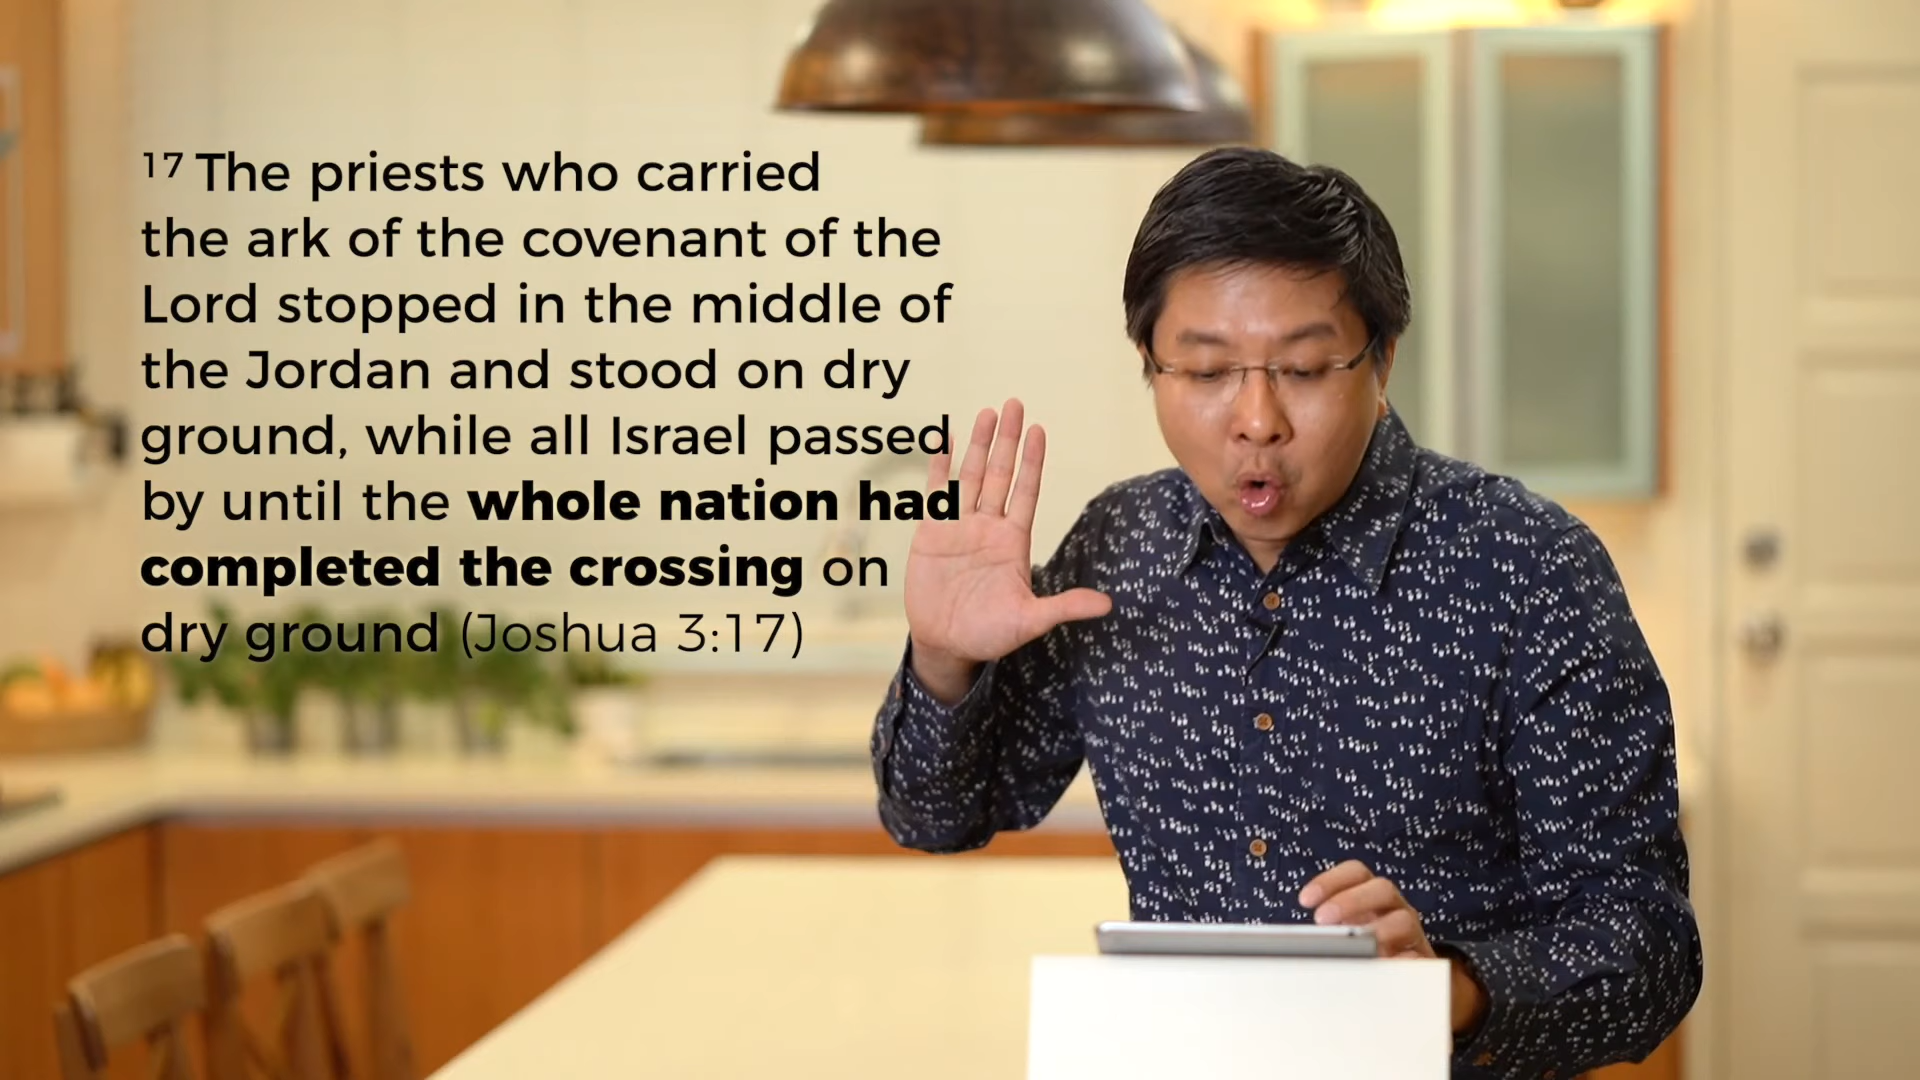 17 The priests who carried
the ark of the covenant of the
Lord stopped in the middle of
the Jordan and stood on dry
ground, while all Israel passed
by until the whole nation had
completed the crossing on
dry ground (Joshua 3:17)